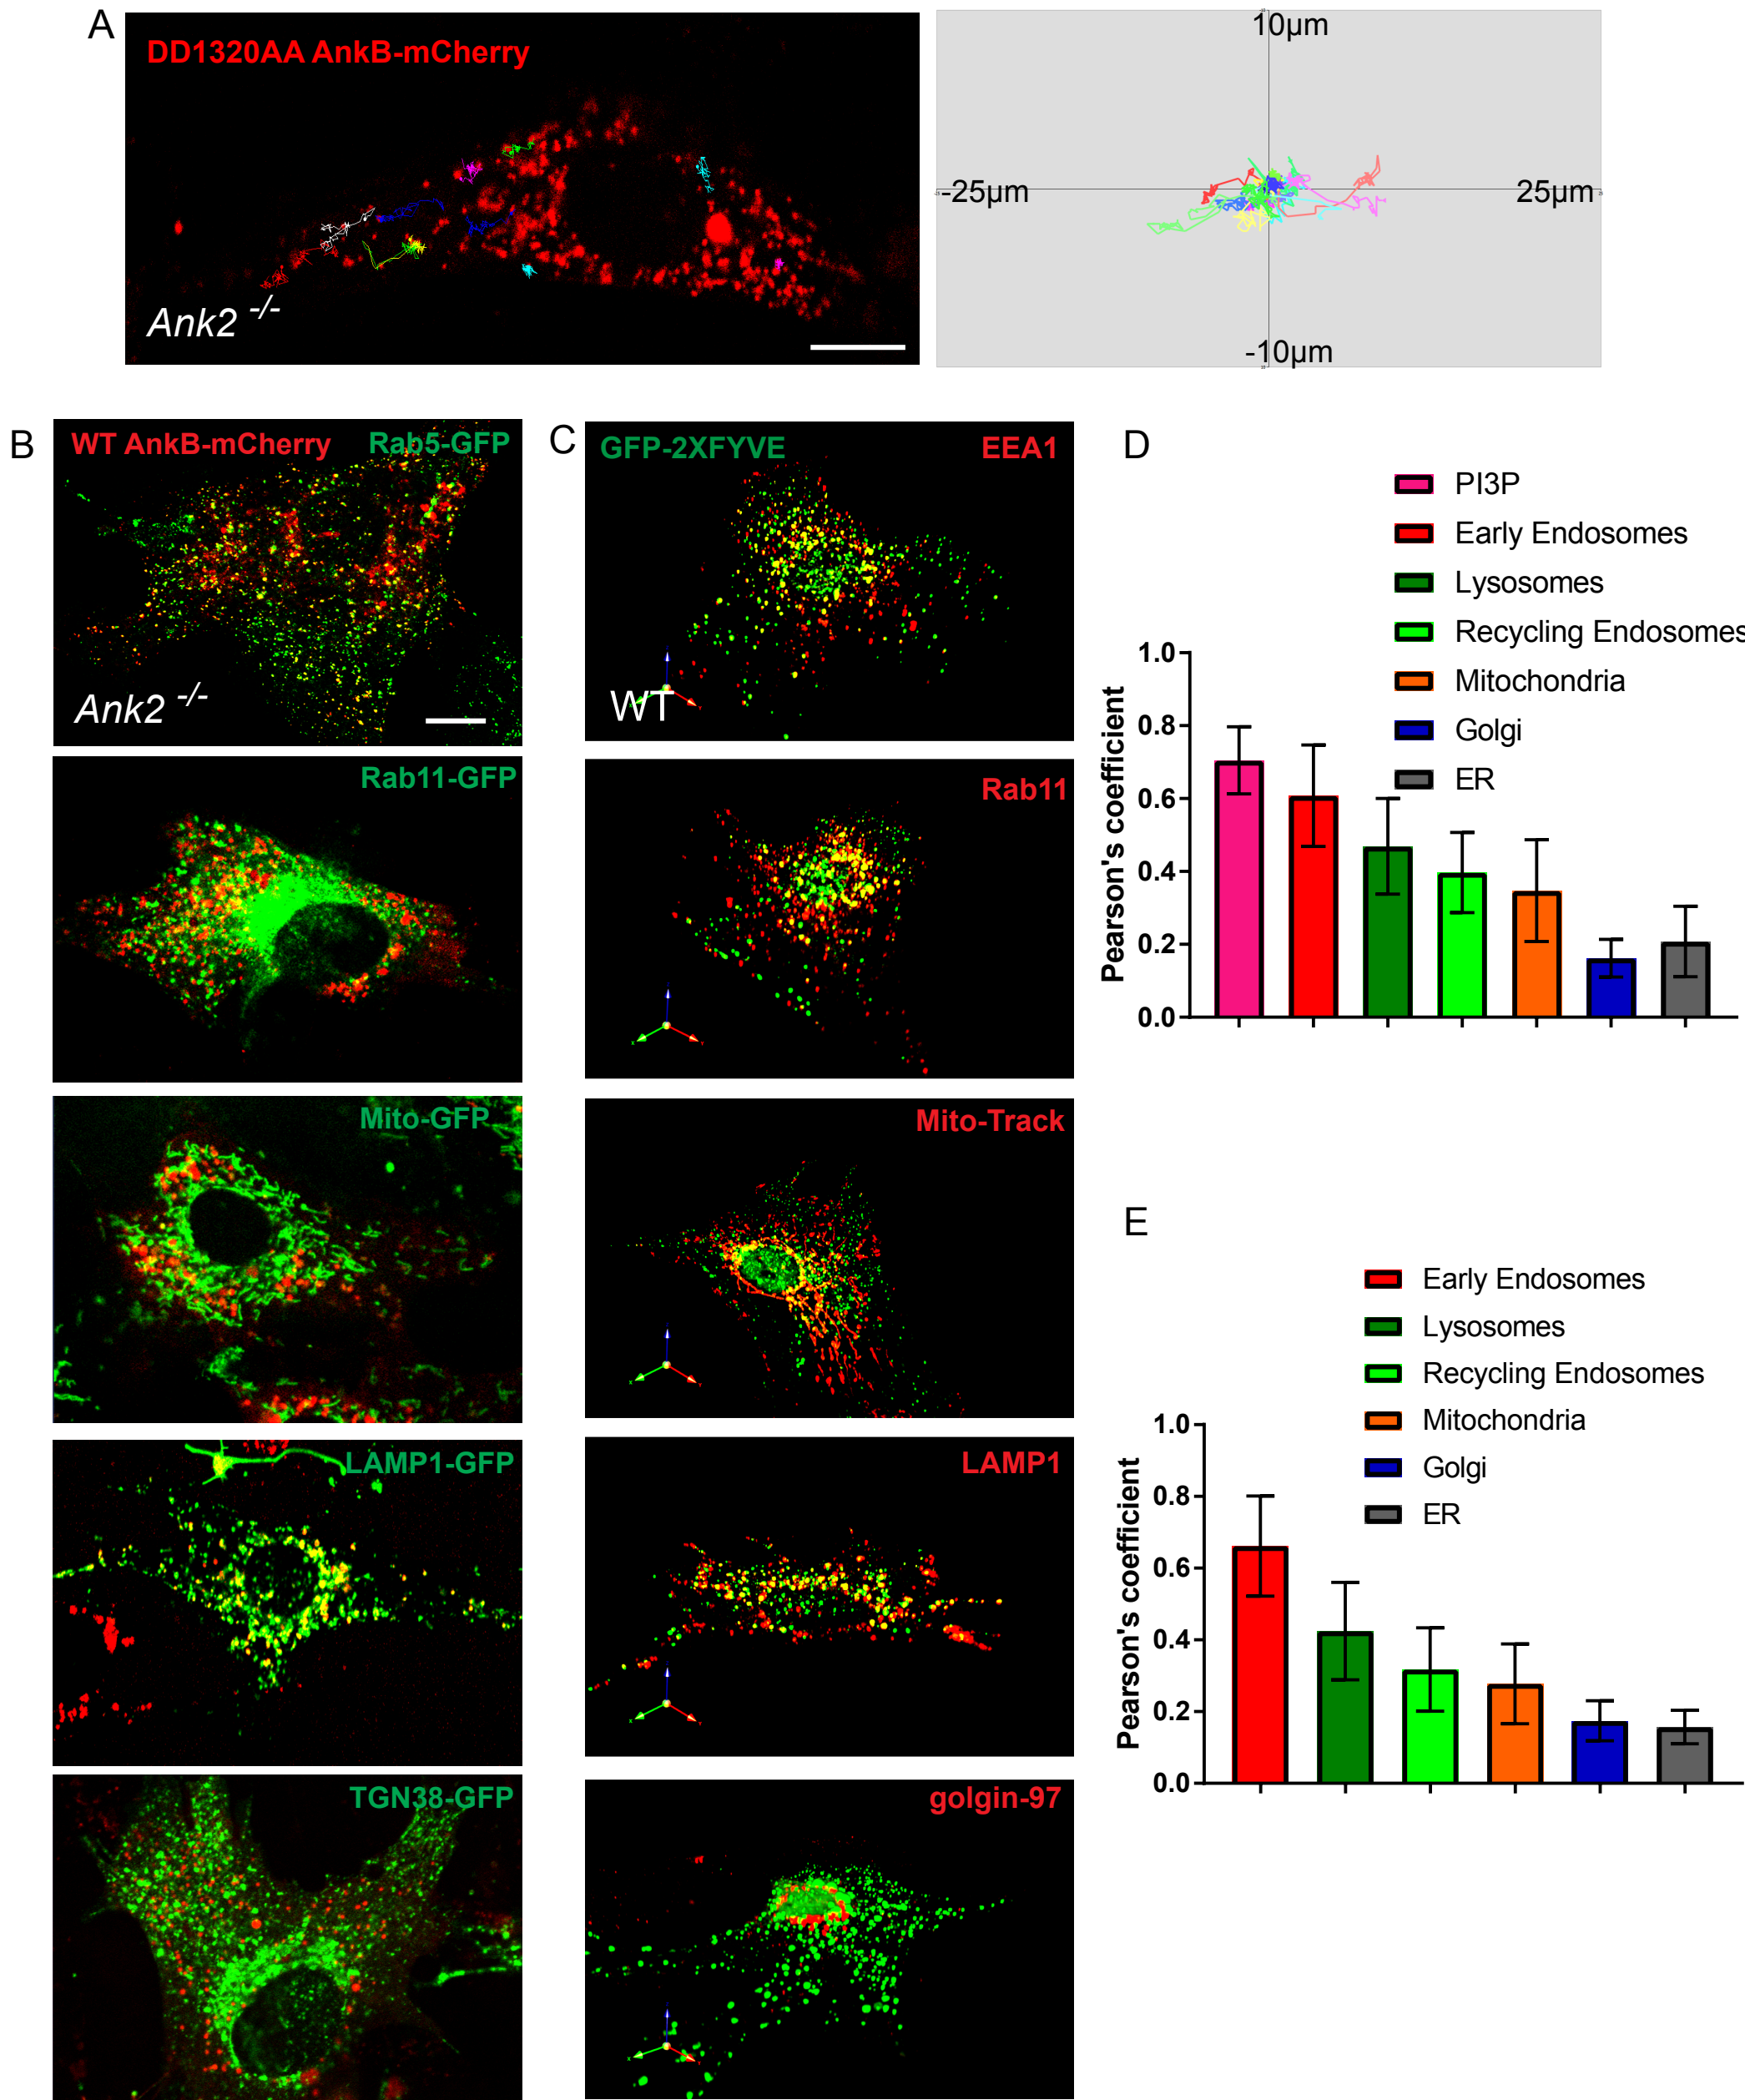 A
DD1320AA AnkB-mCherry
Ank2 -/-
10µm
-25µm
25µm
-10µm
B
WT AnkB-mCherry
Rab5-GFP
Ank2 -/-
Rab11-GFP
Mito-GFP
LAMP1-GFP
TGN38-GFP
C
GFP-2XFYVE
EEA1
WT
Rab11
Mito-Track
LAMP1
golgin-97
D
PI3P
Early Endosomes
Lysosomes
Recycling Endosomes
Mitochondria
Golgi
ER
Pearson's coefficient
1.0
0.8
0.6
0.4
0.2
0.0
E
Early Endosomes
Lysosomes
Recycling Endosomes
Mitochondria
Golgi
ER
Pearson's coefficient
1.0
0.8
0.6
0.4
0.2
0.0